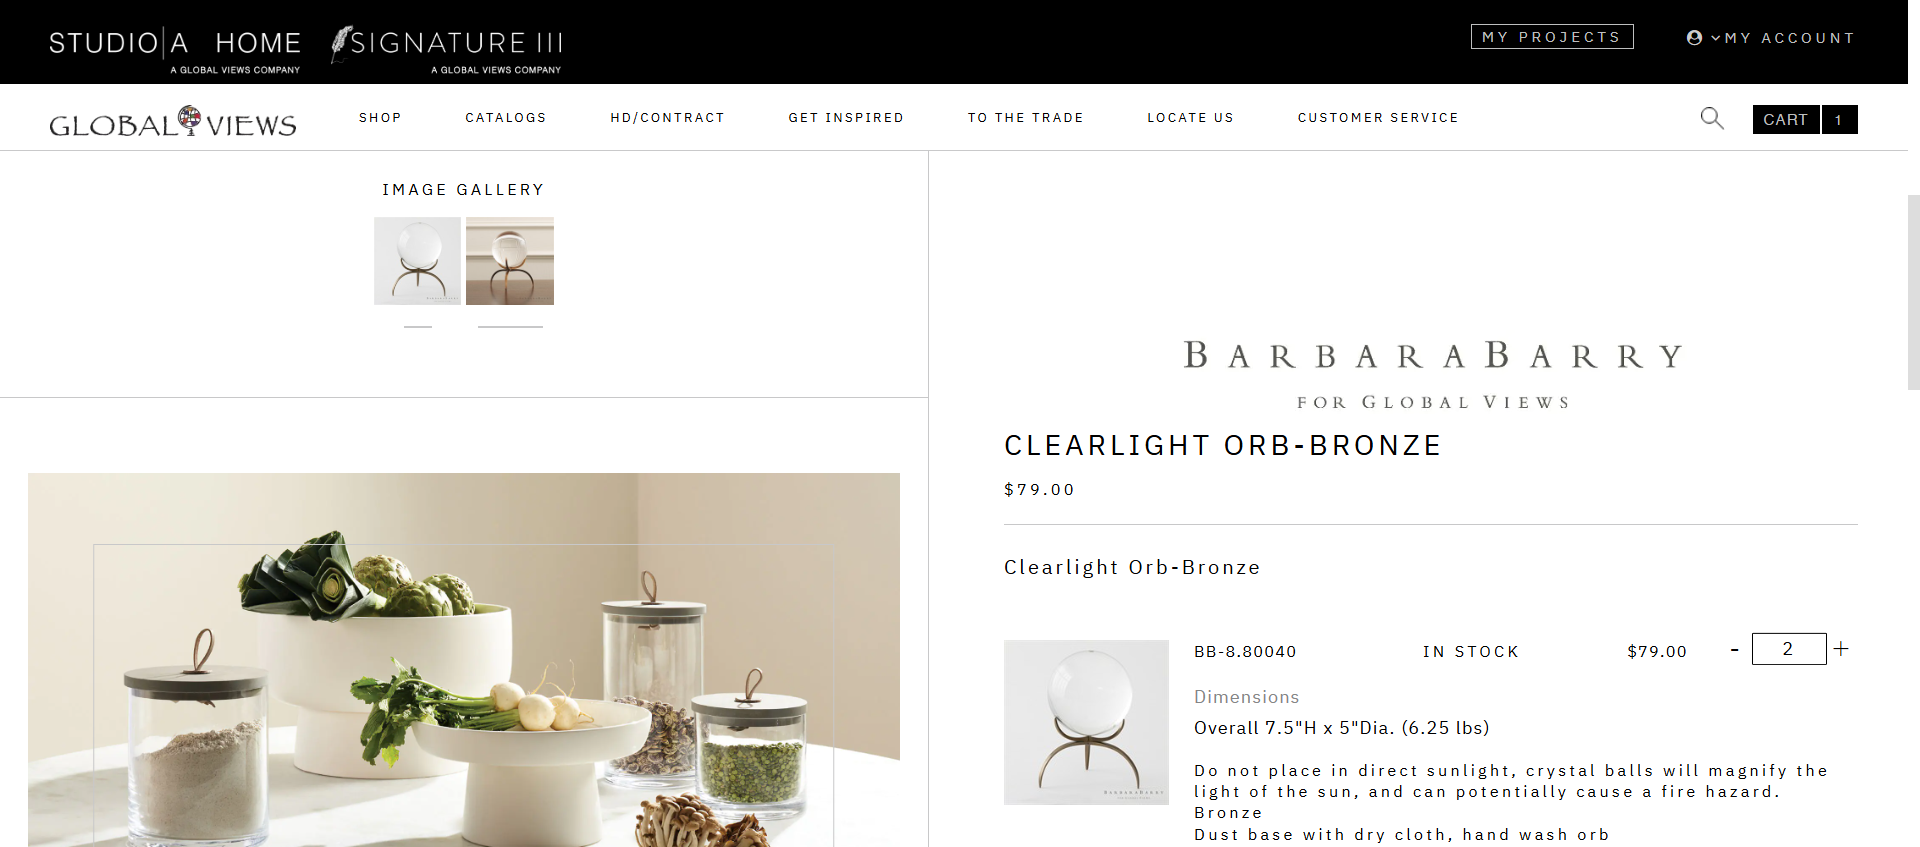 STUDIO A HOME
A GLOBAL VIEWS COMPANY
SIGNATURE III
A GLOBAL VIEWS COMPANY
MY PROJECTS
MY ACCOUNT
GLOBAL VIEWS
SHOP
CATALOGS
HD/CONTRACT
GET INSPIRED
TO THE TRADE
LOCATE US
CUSTOMER SERVICE
CART 1
IMAGE GALLERY
BARBARA BARRY
FOR GLOBAL VIEWS
CLEARLIGHT ORB-BRONZE
$79.00
Clearlight Orb-Bronze
BB-8.80040
IN STOCK
$79.00
- 2 +
Dimensions
Overall 7.5"H x 5"Dia. (6.25 lbs)
Do not place in direct sunlight, crystal balls will magnify the
light of the sun, and can potentially cause a fire hazard.
Bronze
Dust base with dry cloth, hand wash orb
BARBARABARRY